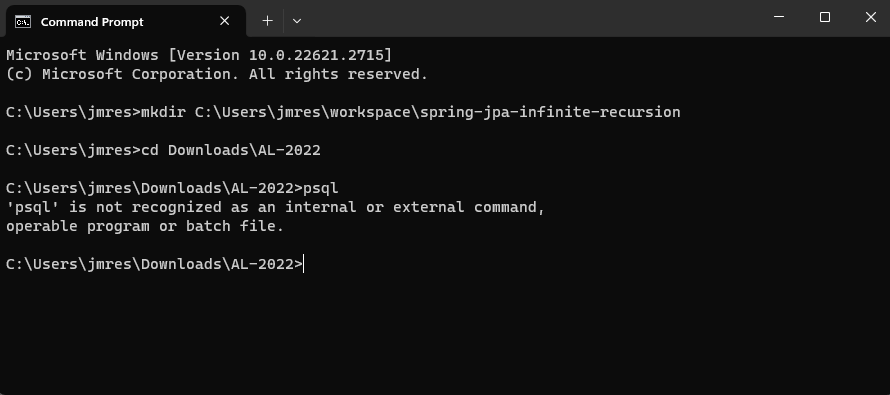 Command Prompt
Microsoft Windows [Version 10.0.22621.2715]
(c) Microsoft Corporation. All rights reserved.
C:\Users\jmres>mkdir C:\Users\jmres\workspace\spring-jpa-infinite-recursion
C:\Users\jmres>cd Downloads\AL-2022
C:\Users\jmres\Downloads\AL-2022>psql
'psql' is not recognized as an internal or external command,
operable program or batch file.
C:\Users\jmres\Downloads\AL-2022>